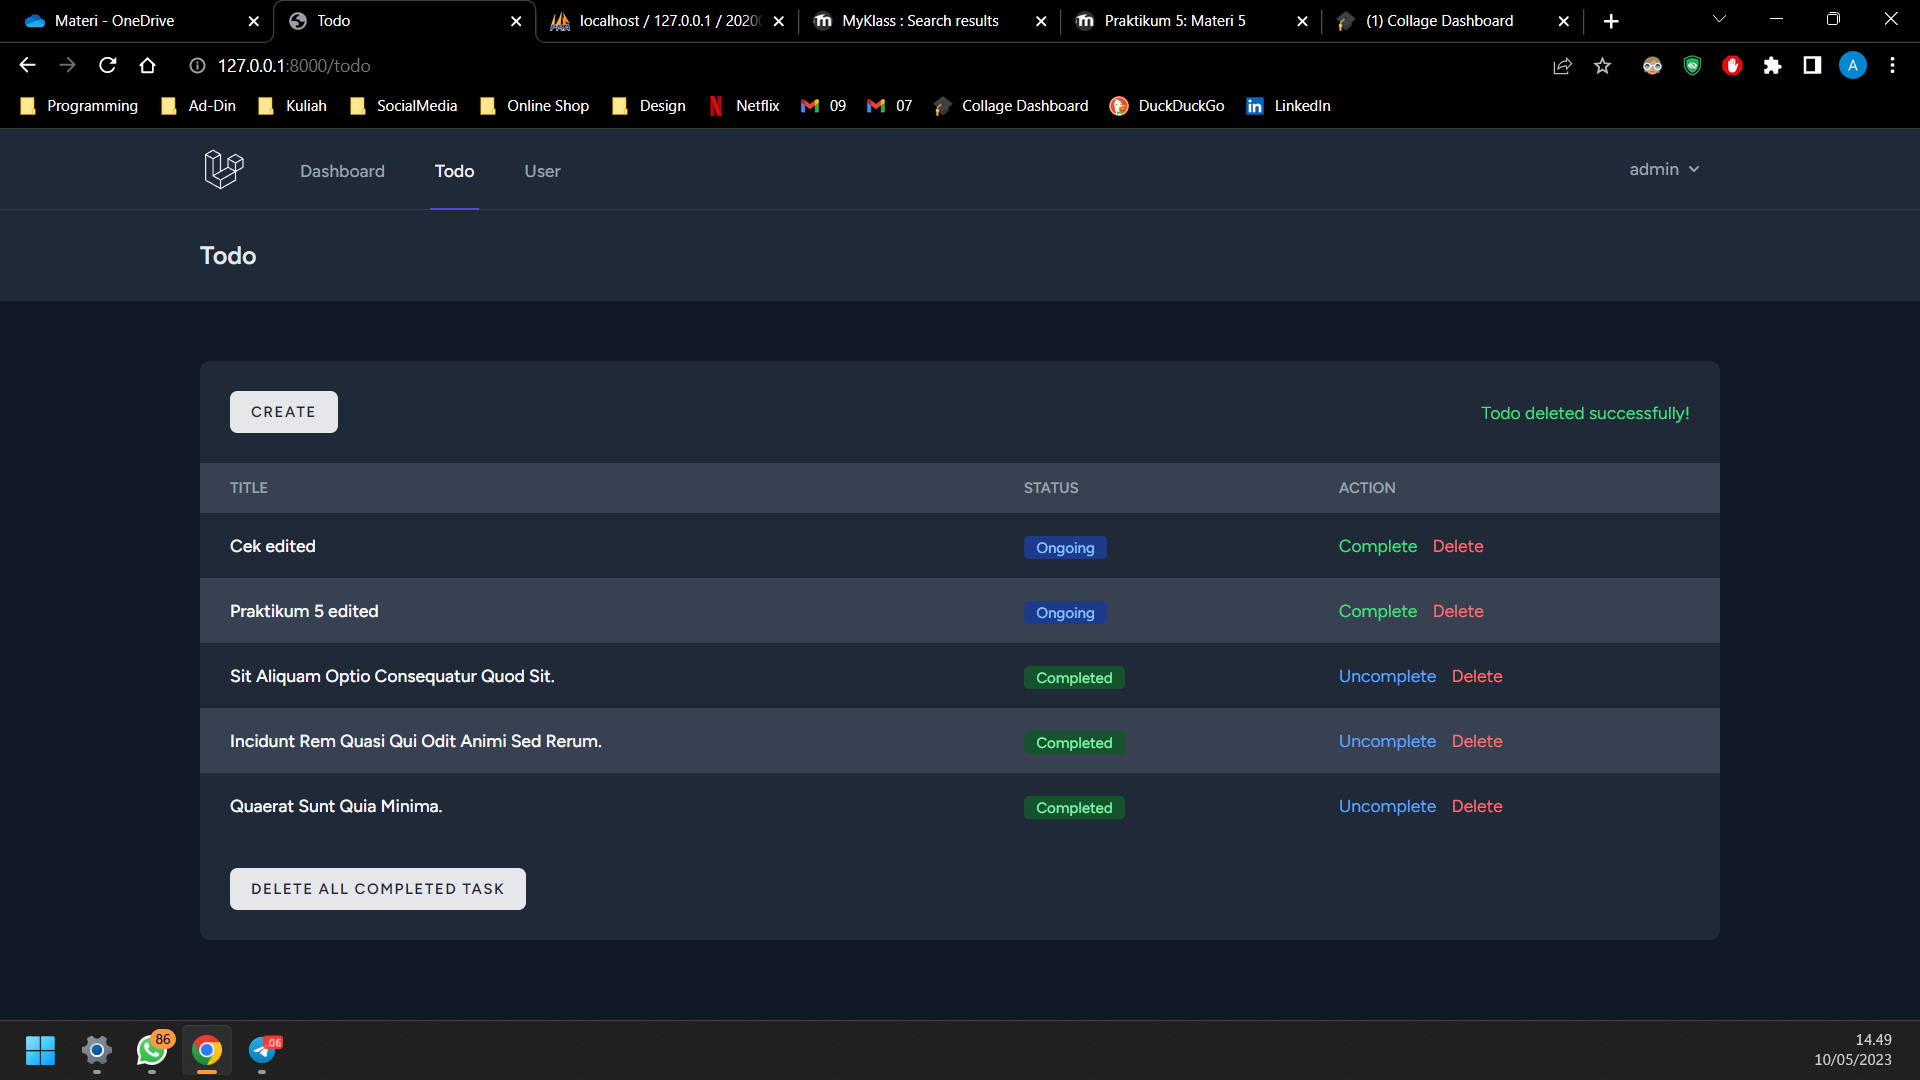 Materi - OneDrive
Todo
localhost / 127.0.0.1 / 2020
MyKlass : Search results
Praktikum 5: Materi 5
(1) Collage Dashboard
127.0.0.1:8000/todo
A
Programming
Ad-Din
Kuliah
SocialMedia
Online Shop
Design
Netflix
09
07
Collage Dashboard
DuckDuckGo
LinkedIn
Dashboard
Todo
User
admin
Todo
CREATE
Todo deleted successfully!
TITLE STATUS ACTION
Cek edited Ongoing Complete Delete
Praktikum 5 edited Ongoing Complete Delete
Sit Aliquam Optio Consequatur Quod Sit. Completed Uncomplete Delete
Incidunt Rem Quasi Qui Odit Animi Sed Rerum. Completed Uncomplete Delete
Quaerat Sunt Quia Minima. Completed Uncomplete Delete
DELETE ALL COMPLETED TASK
86
06
14.49
10/05/2023